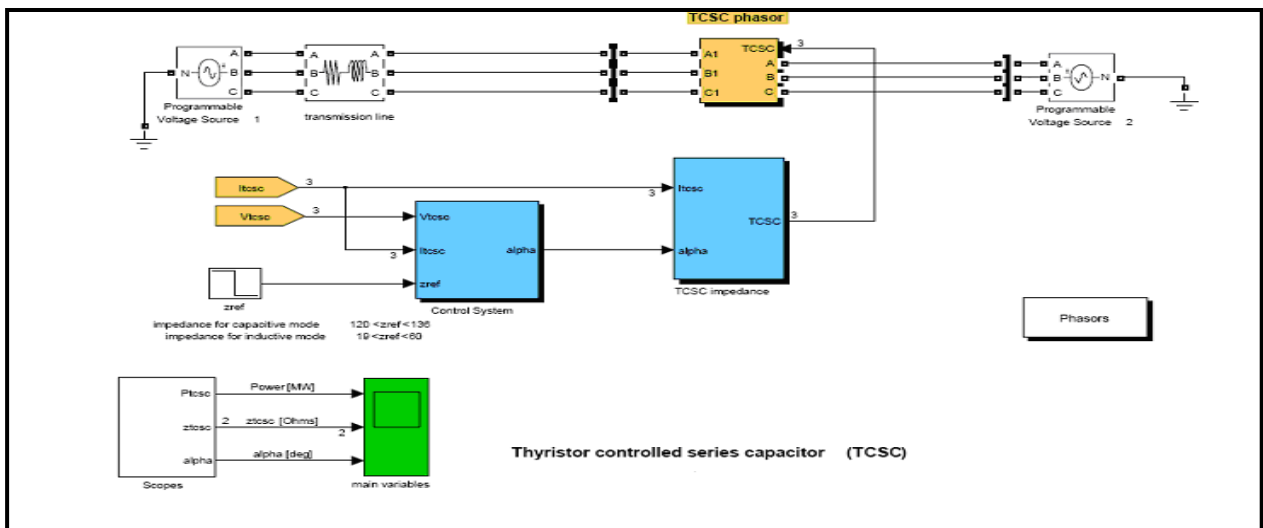 TCSC phasor
N
A
B
C
A
B
C
A
B
C
A1
B1
C1
TCSC
A
B
C
3
A
B
C
N
Programmable
Voltage Source 1
transmission line
Programmable
Voltage Source 2
Itcsc
3
Vtcsc
3
Vtcsc
Itcsc
3
zref
alpha
Control System
3
Itcsc
alpha
TCSC
3
TCSC impedance
zref
impedance for capacitive mode 120 <zref<136
impedance for inductive mode 19 <zref<60
Phasors
Ptcsc
Power [MW]
ztcsc
2
ztcsc [Ohms]
2
alpha
alpha [deg]
Scopes
main variables
Thyristor controlled series capacitor (TCSC)